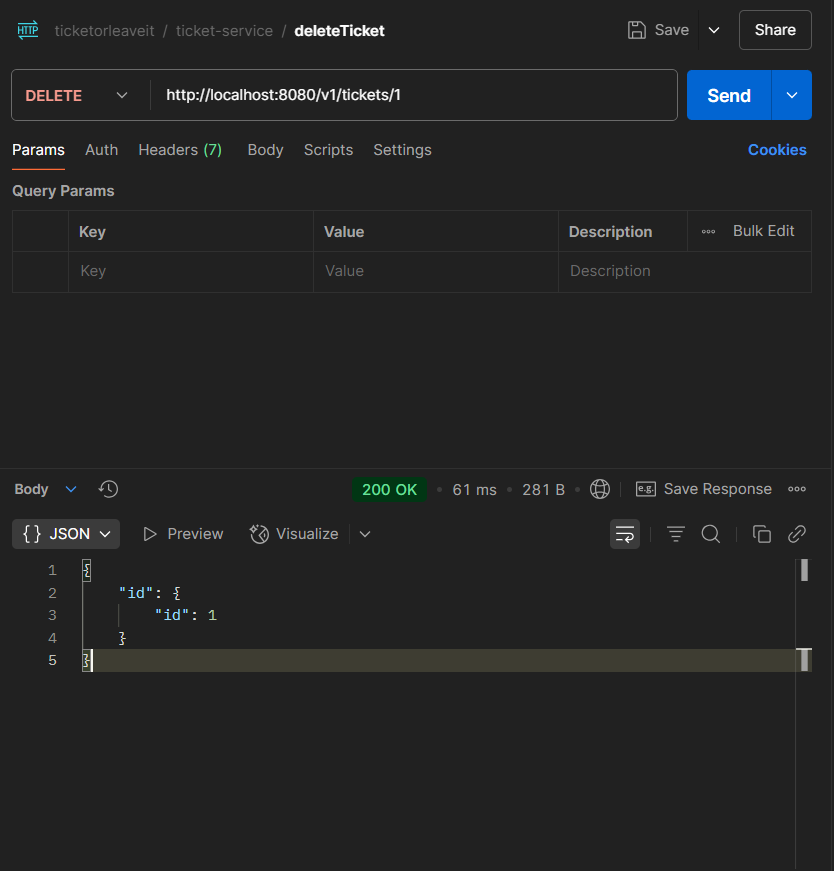 HTTP ticketorleaveit / ticket-service / deleteTicket Save Share
DELETE http://localhost:8080/v1/tickets/1 Send
Params Auth Headers (7) Body Scripts Settings Cookies
Query Params
Key Value Description Bulk Edit
Key Value Description
Body 200 OK 61 ms 281 B e.g. Save Response
{} JSON Preview Visualize
1 {
2 "id": {
3 "id": 1
4 }
5 }